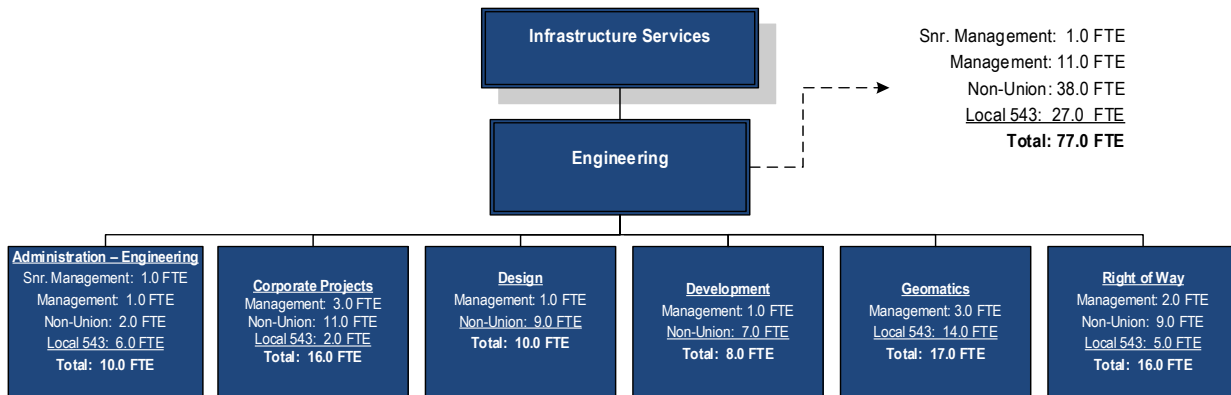 Infrastructure Services
Snr. Management: 1.0 FTE
Management: 11.0 FTE
Non-Union: 38.0 FTE
Local 543: 27.0 FTE
Total: 77.0 FTE
Engineering
Administration – Engineering
Snr. Management: 1.0 FTE
Management: 1.0 FTE
Non-Union: 2.0 FTE
Local 543: 6.0 FTE
Total: 10.0 FTE
Corporate Projects
Management: 3.0 FTE
Non-Union: 11.0 FTE
Local 543: 2.0 FTE
Total: 16.0 FTE
Design
Management: 1.0 FTE
Non-Union: 9.0 FTE
Total: 10.0 FTE
Development
Management: 1.0 FTE
Non-Union: 7.0 FTE
Total: 8.0 FTE
Geomatics
Management: 3.0 FTE
Local 543: 14.0 FTE
Total: 17.0 FTE
Right of Way
Management: 2.0 FTE
Non-Union: 9.0 FTE
Local 543: 5.0 FTE
Total: 16.0 FTE